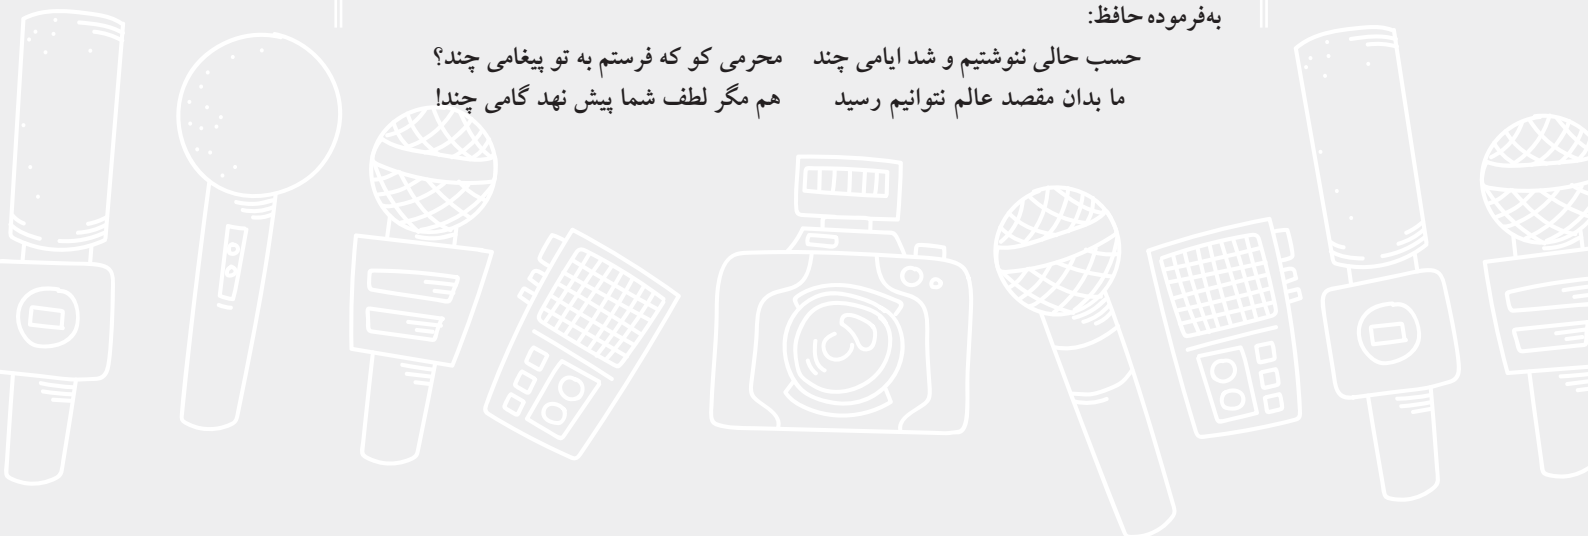 به‌فرموده حافظ:
حسب حالی ننوشتیم و شد ایامی چند محرمی کو که فرستم به تو پیغامی چند؟
ما بدان مقصد عالم نتوانیم رسید هم مگر لطف شما پیش نهد گامی چند!